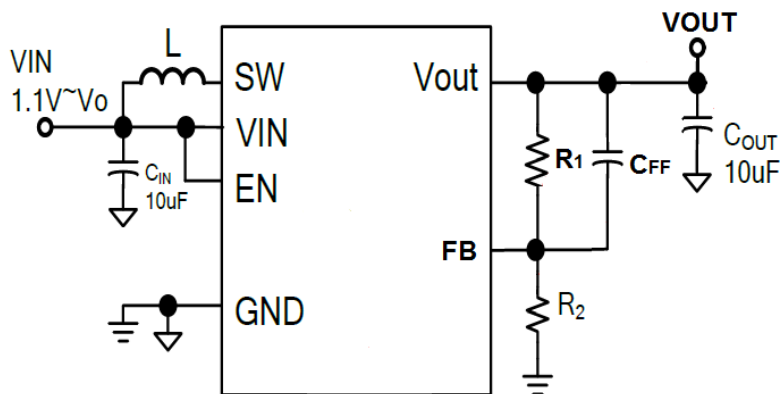 VOUT
L
VIN
1.1V~Vo
SW
Vout
VIN
CIN
10uF
EN
R1
CFF
COUT
10uF
FB
GND
R2